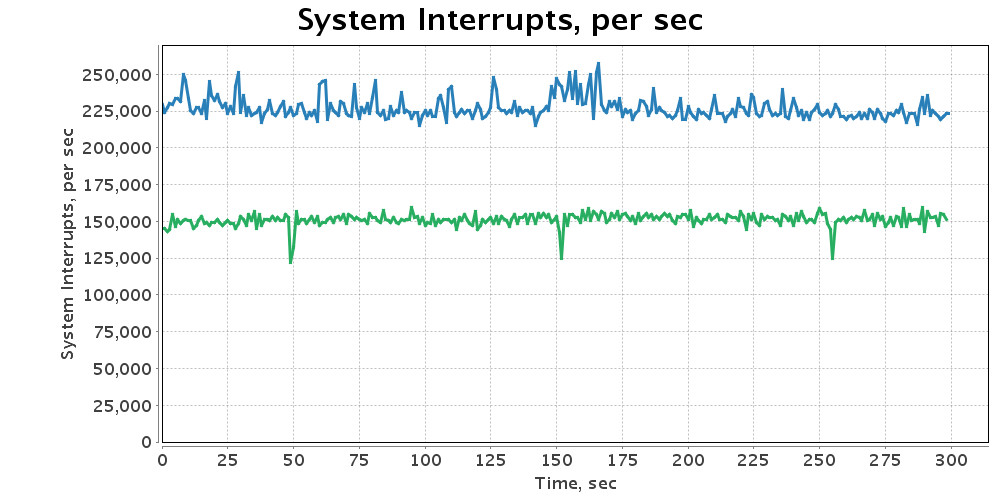 System Interrupts, per sec
250,000
225,000
200,000
175,000
150,000
125,000
100,000
75,000
50,000
25,000
0
System Interrupts, per sec
0 25 50 75 100 125 150 175 200 225 250 275 300
Time, sec